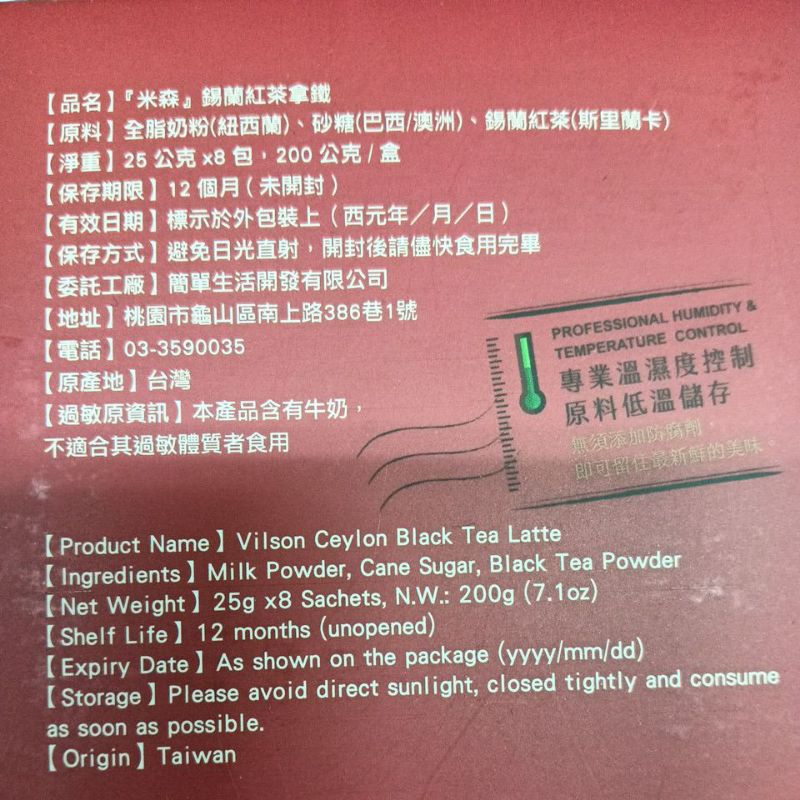 【品名】『米森』錫蘭紅茶拿鐵
【原料】全脂奶粉(紐西蘭)、砂糖(巴西/澳洲)、錫蘭紅茶(斯里蘭卡)
【淨重】25 公克 x8 包，200 公克 / 盒
【保存期限】12 個月（未開封）
【有效日期】標示於外包裝上（西元年／月／日）
【保存方式】避免日光直射，開封後請儘快食用完畢
【委託工廠】簡單生活開發有限公司
【地址】桃園市龜山區南上路386巷1號
【電話】03-3590035
【原產地】台灣
【過敏原資訊】本產品含有牛奶，
不適合其過敏體質者食用
PROFESSIONAL HUMIDITY &
TEMPERATURE CONTROL
專業溫濕度控制
原料低溫儲存
無須添加防腐劑
即可留住最新鮮的美味。
【Product Name】Vilson Ceylon Black Tea Latte
【Ingredients】Milk Powder, Cane Sugar, Black Tea Powder
【Net Weight】25g x8 Sachets, N.W.: 200g (7.1oz)
【Shelf Life】12 months (unopened)
【Expiry Date】As shown on the package (yyyy/mm/dd)
【Storage】Please avoid direct sunlight, closed tightly and consume
as soon as possible.
【Origin】Taiwan